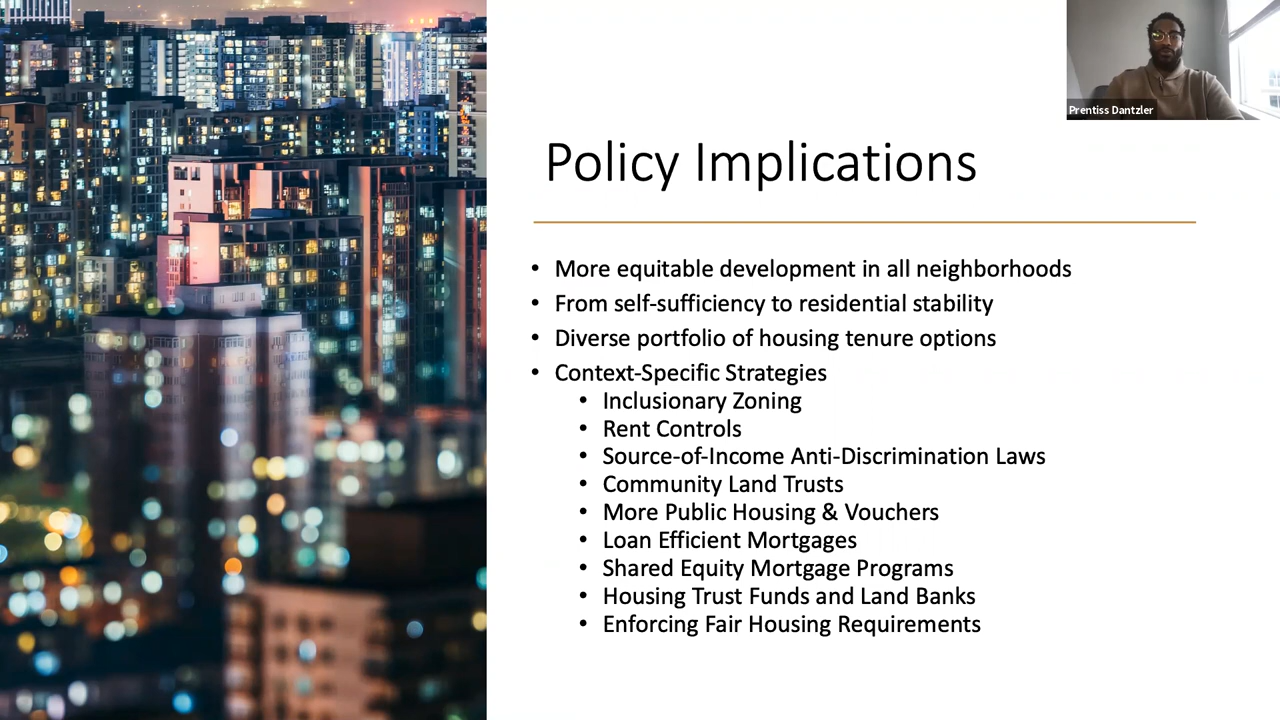 Prentiss Dantzler
Policy Implications
• More equitable development in all neighborhoods
• From self-sufficiency to residential stability
• Diverse portfolio of housing tenure options
• Context-Specific Strategies
• Inclusionary Zoning
• Rent Controls
• Source-of-Income Anti-Discrimination Laws
• Community Land Trusts
• More Public Housing & Vouchers
• Loan Efficient Mortgages
• Shared Equity Mortgage Programs
• Housing Trust Funds and Land Banks
• Enforcing Fair Housing Requirements